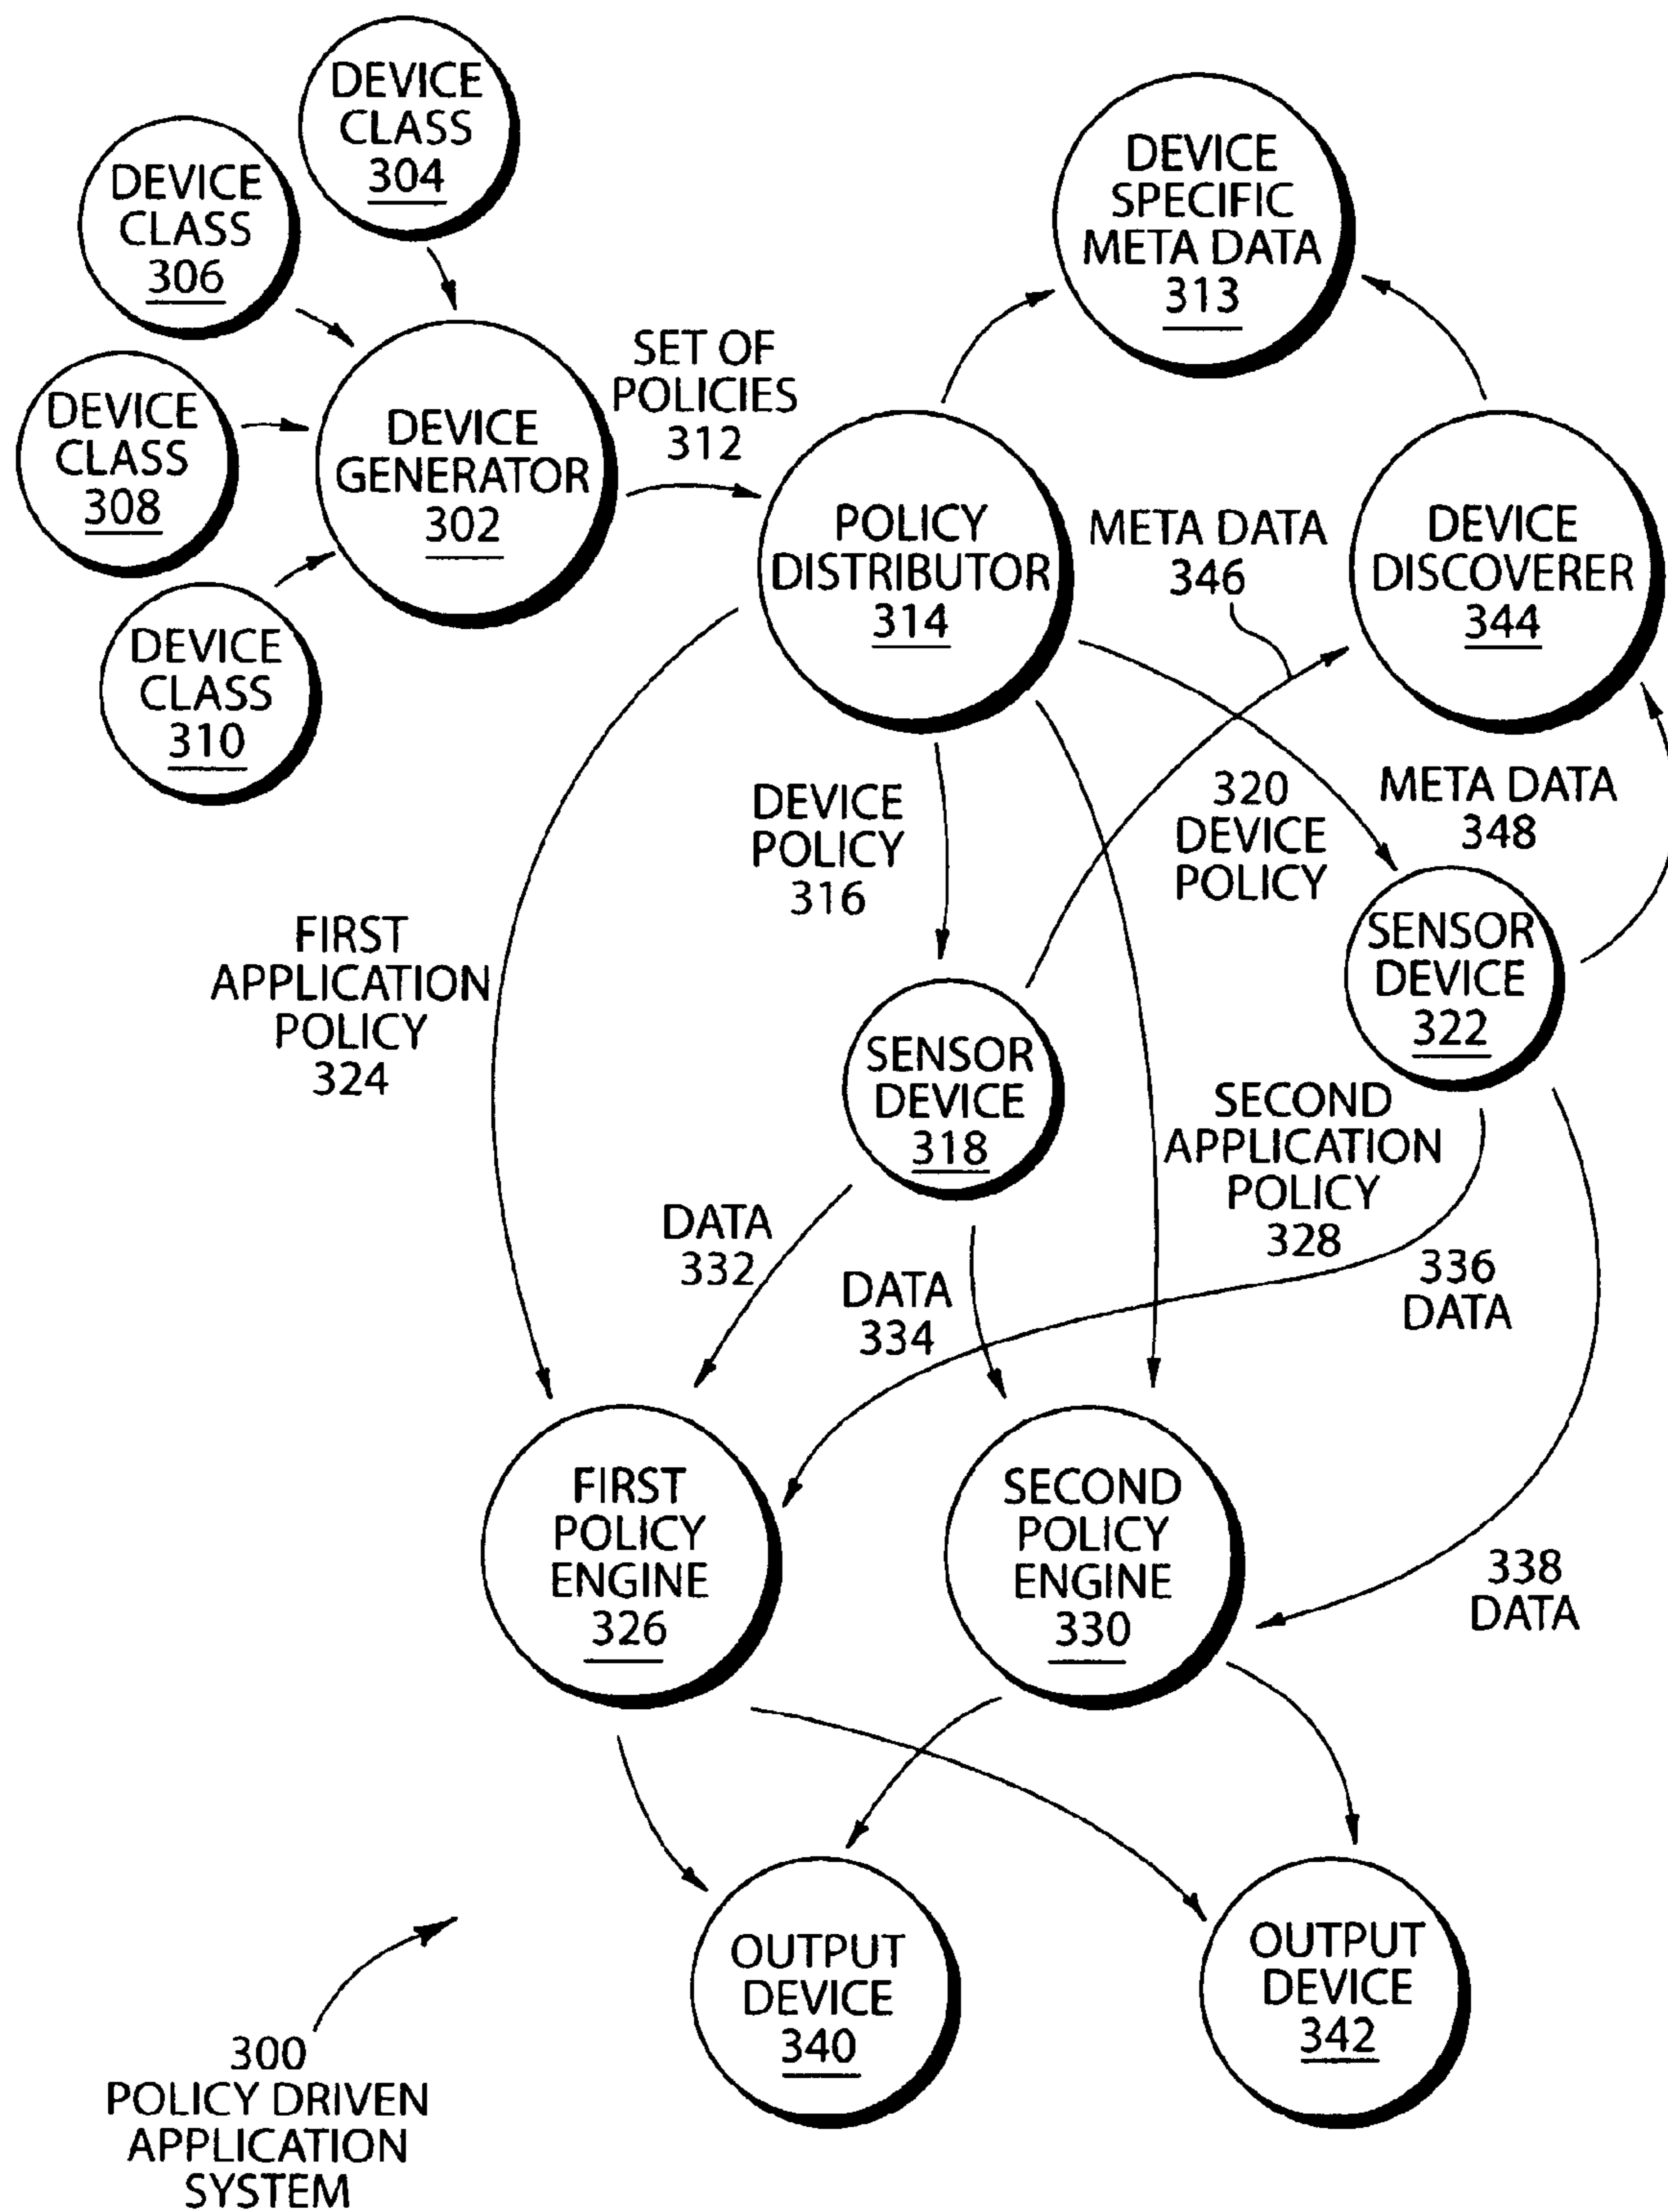 DEVICE
CLASS
304
DEVICE
CLASS
306
DEVICE
CLASS
308
DEVICE
CLASS
310
DEVICE
GENERATOR
302
SET OF
POLICIES
312
DEVICE
SPECIFIC
META DATA
313
POLICY
DISTRIBUTOR
314
META DATA
346
DEVICE
DISCOVERER
344
DEVICE
POLICY
316
320
DEVICE
POLICY
META DATA
348
FIRST
APPLICATION
POLICY
324
SENSOR
DEVICE
318
SENSOR
DEVICE
322
SECOND
APPLICATION
POLICY
328
DATA
332
DATA
334
336
DATA
338
DATA
FIRST
POLICY
ENGINE
326
SECOND
POLICY
ENGINE
330
OUTPUT
DEVICE
340
OUTPUT
DEVICE
342
300
POLICY DRIVEN
APPLICATION
SYSTEM